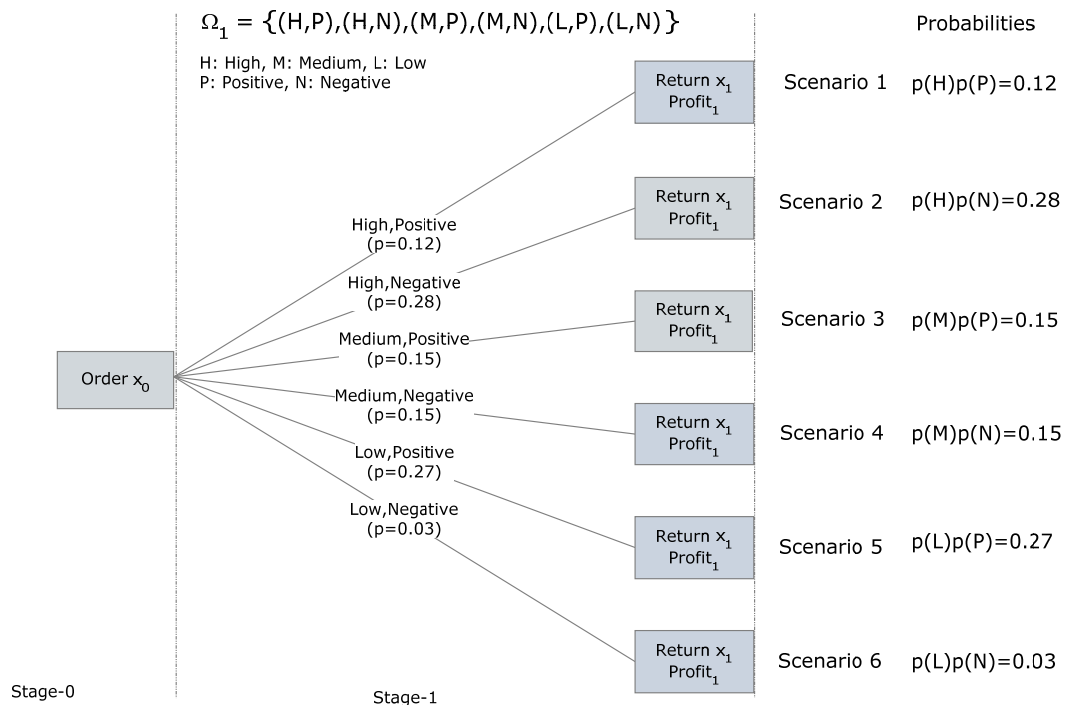 Ω1 = {(H,P),(H,N),(M,P),(M,N),(L,P),(L,N)}
Probabilities
H: High, M: Medium, L: Low
P: Positive, N: Negative
Return x1
Profit1
Scenario 1 p(H)p(P)=0.12
Return x1
Profit1
Scenario 2 p(H)p(N)=0.28
High,Positive
(p=0.12)
High,Negative
(p=0.28)
Return x1
Profit1
Scenario 3 p(M)p(P)=0.15
Medium,Positive
(p=0.15)
Order x0
Medium,Negative
(p=0.15)
Return x1
Profit1
Scenario 4 p(M)p(N)=0.15
Low,Positive
(p=0.27)
Low,Negative
(p=0.03)
Return x1
Profit1
Scenario 5 p(L)p(P)=0.27
Return x1
Profit1
Scenario 6 p(L)p(N)=0.03
Stage-0
Stage-1